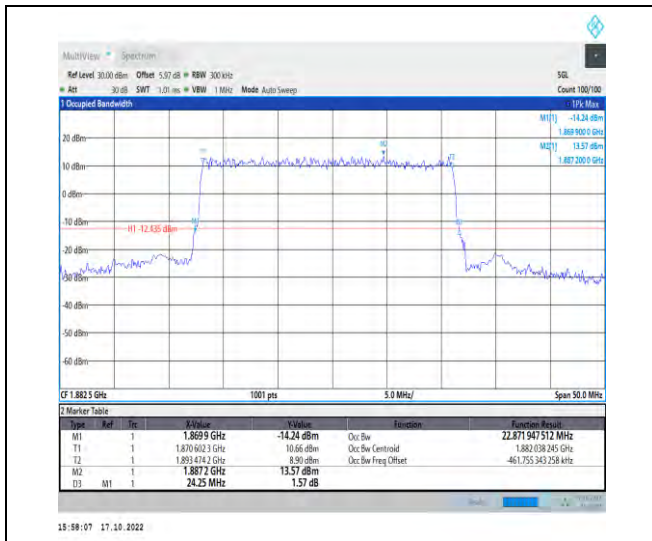 MultiView Spectrum
Ref Level 30.00 dBm Offset 5.97 dB RBW 300 kHz SGL
Att 30 dB SWT 1.01 ms VBW 1 MHz Mode Auto Sweep Count 100/100
1 Occupied Bandwidth 1Pk Max
M1[1] -14.24 dBm
1.869 900 0 GHz
M2[1] 13.57 dBm
1.887 200 0 GHz
20 dBm
10 dBm
0 dBm
-10 dBm
H1 -12.435 dBm
-20 dBm
-30 dBm
-40 dBm
-50 dBm
-60 dBm
CF 1.882 5 GHz 1001 pts 5.0 MHz/ Span 50.0 MHz
2 Marker Table
Type Ref Trc X-Value Y-Value Function Function Result
M1 1 1.869 9 GHz -14.24 dBm Occ Bw 22.871 947 512 MHz
T1 1 1.870 602 3 GHz 10.66 dBm Occ Bw Centroid 1.882 038 245 GHz
T2 1 1.893 474 2 GHz 8.90 dBm Occ Bw Freq Offset -461.755 343 258 kHz
M2 1 1.887 2 GHz 13.57 dBm
D3 M1 1 24.25 MHz 1.57 dB
15:58:07 17.10.2022